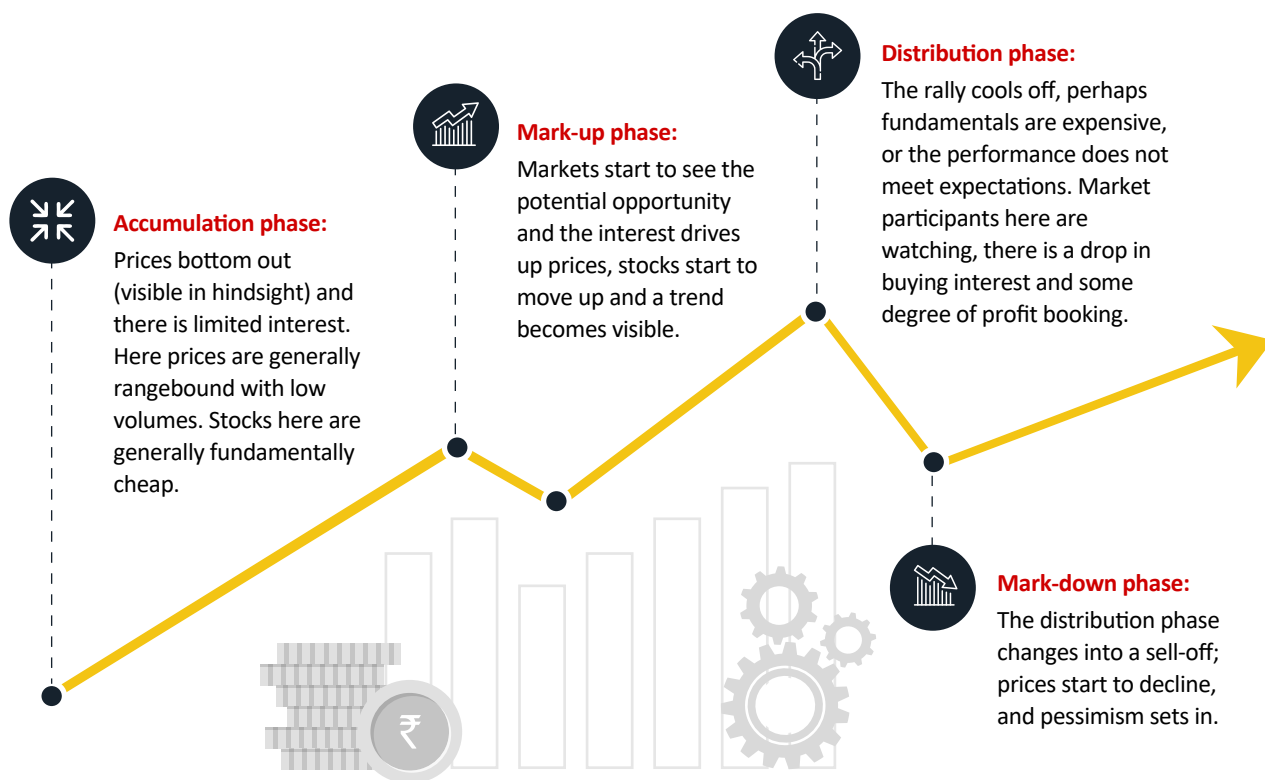 Accumulation phase:
Prices bottom out
(visible in hindsight) and
there is limited interest.
Here prices are generally
rangebound with low
volumes. Stocks here are
generally fundamentally
cheap.
Mark-up phase:
Markets start to see the
potential opportunity
and the interest drives
up prices, stocks start to
move up and a trend
becomes visible.
Distribution phase:
The rally cools off, perhaps
fundamentals are expensive,
or the performance does not
meet expectations. Market
participants here are
watching, there is a drop in
buying interest and some
degree of profit booking.
Mark-down phase:
The distribution phase
changes into a sell-off;
prices start to decline,
and pessimism sets in.
₹